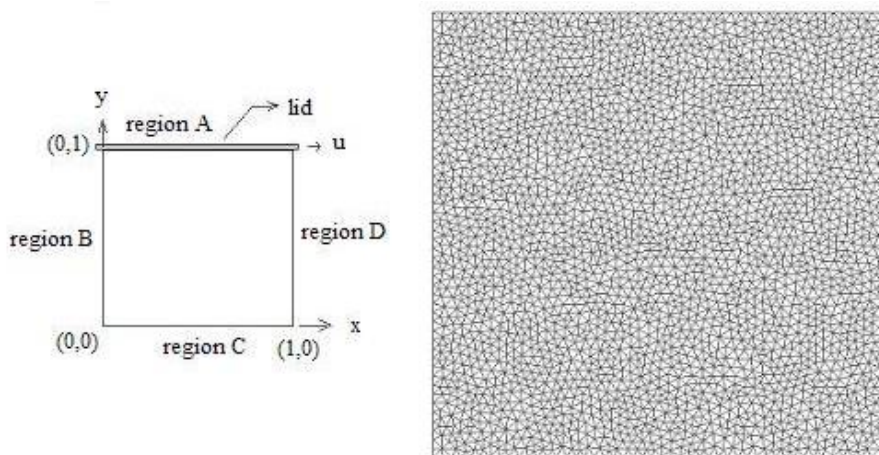 y
lid
region A
(0,1)
u
region B
region D
x
(0,0)
region C
(1,0)